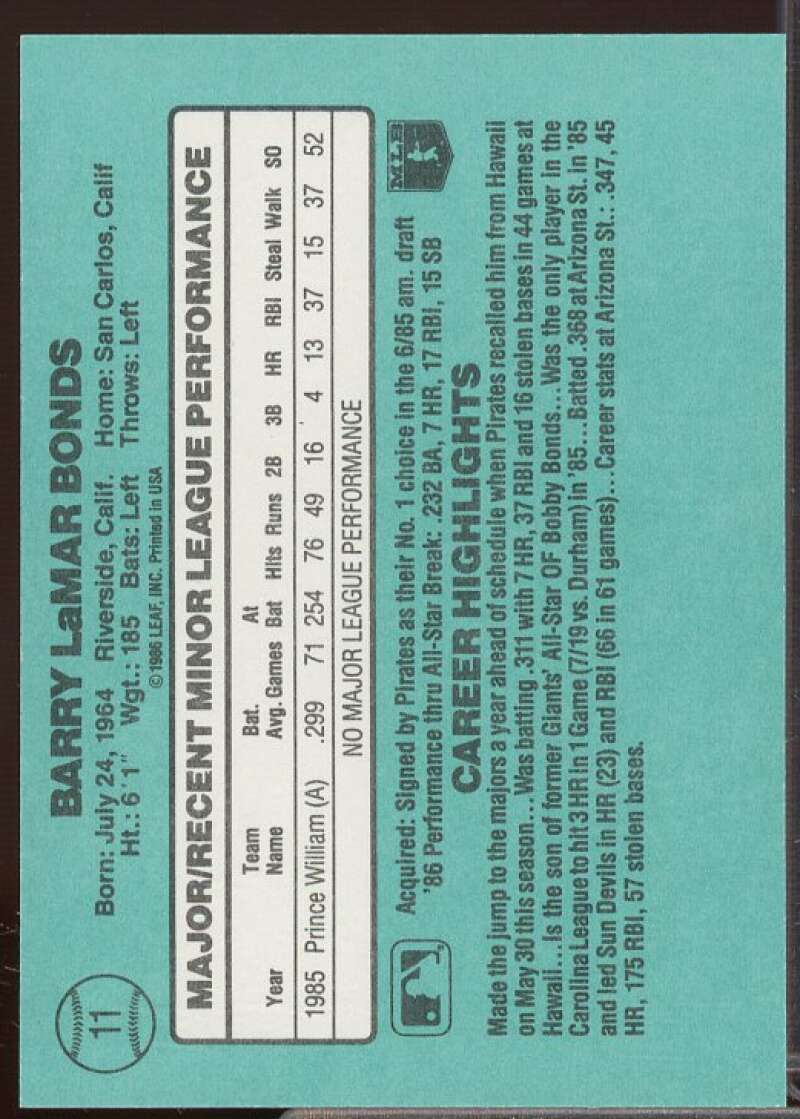 11
BARRY LaMAR BONDS
Born: July 24, 1964 Riverside, Calif. Home: San Carlos, Calif
Ht.: 6'1" Wgt.: 185 Bats: Left Throws: Left
© 1986 LEAF, INC. Printed in USA
MAJOR/RECENT MINOR LEAGUE PERFORMANCE
Year Team Name Bat. Avg. Games At Bat Hits Runs 2B 3B HR RBI Steal Walk SO
1985 Prince William (A) .299 71 254 76 49 16 4 13 37 15 37 52
NO MAJOR LEAGUE PERFORMANCE
MLB
Acquired: Signed by Pirates as their No. 1 choice in the 6/85 am. draft
'86 Performance thru All-Star Break: .232 BA, 7 HR, 17 RBI, 15 SB
CAREER HIGHLIGHTS
Made the jump to the majors a year ahead of schedule when Pirates recalled him from Hawaii
on May 30 this season...Was batting .311 with 7 HR, 37 RBI and 16 stolen bases in 44 games at
Hawaii...Is the son of former Giants' All-Star OF Bobby Bonds...Was the only player in the
Carolina League to hit 3 HR in 1 Game (7/19 vs. Durham) in '85...Batted .368 at Arizona St. in '85
and led Sun Devils in HR (23) and RBI (66 in 61 games)...Career stats at Arizona St.: .347, 45
HR, 175 RBI, 57 stolen bases.